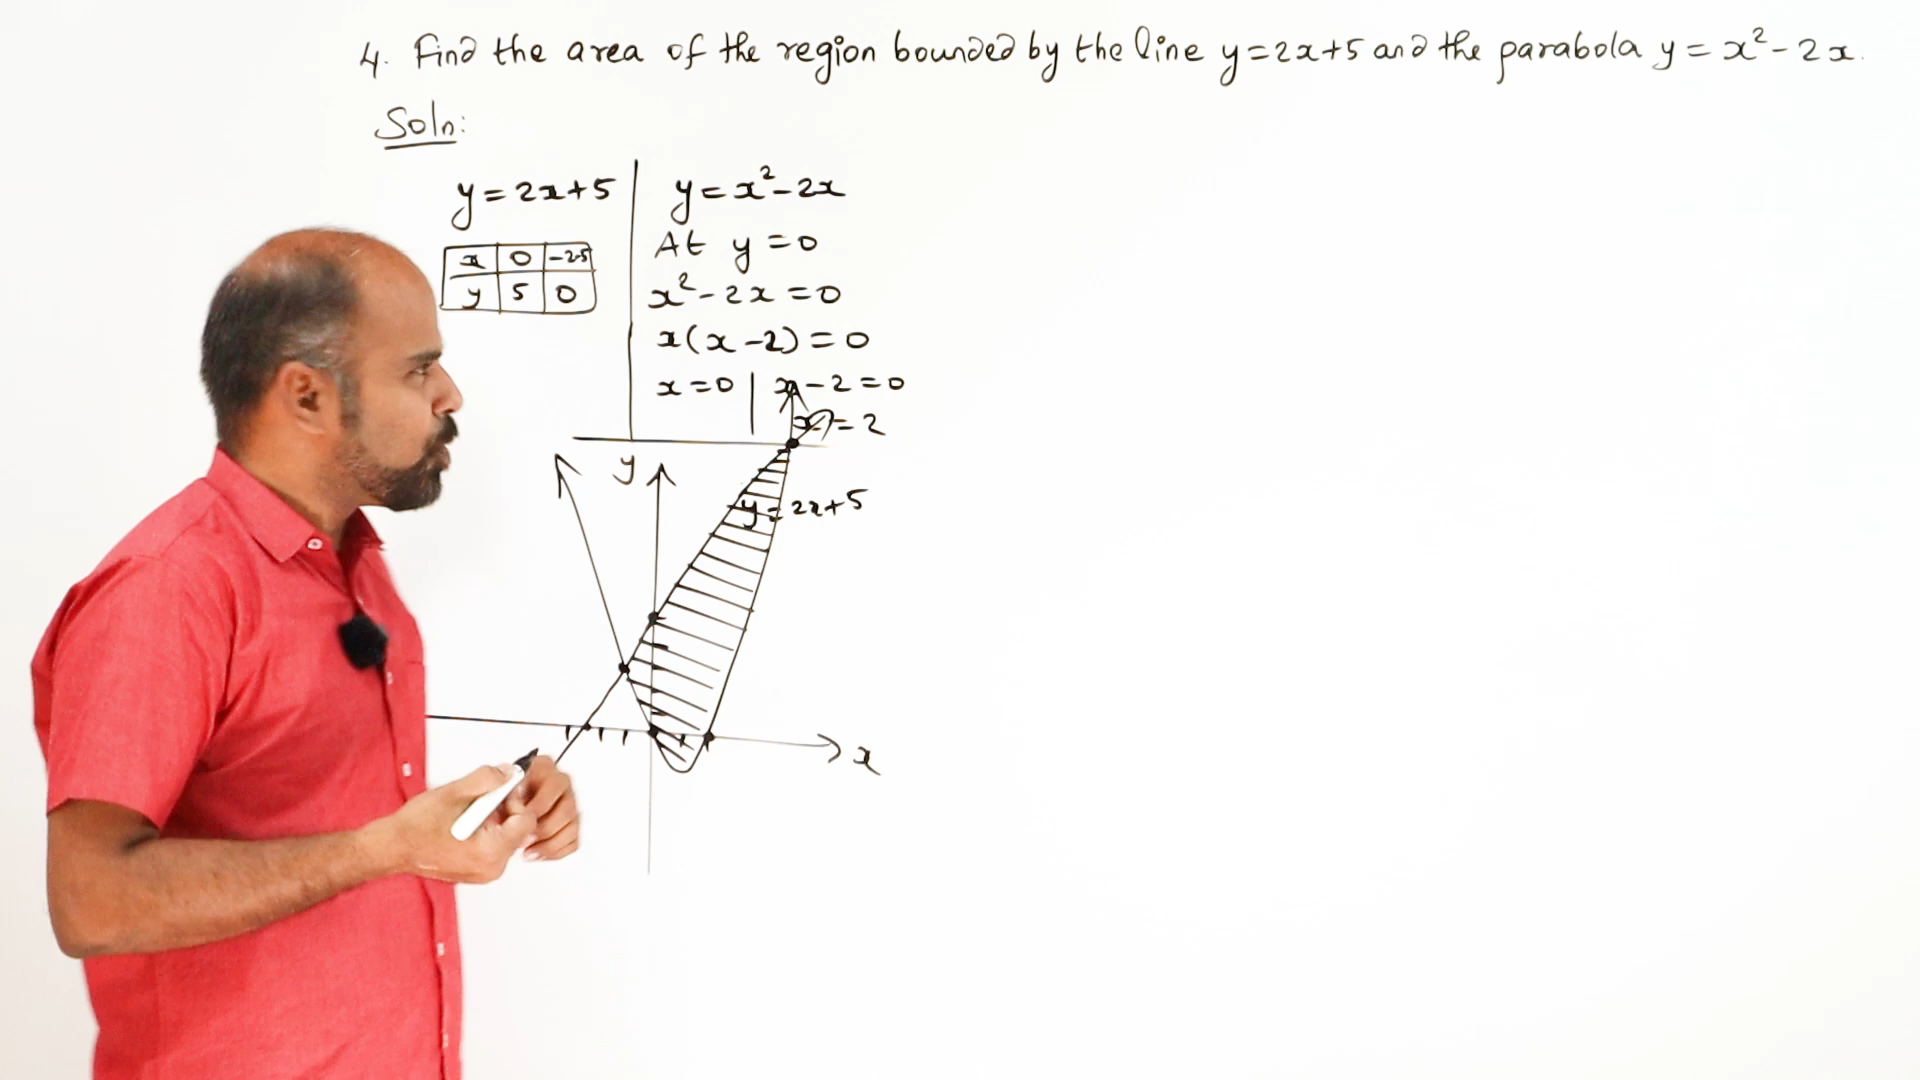 4. Find the area of the region bounded by the line y=2x+5 and the parabola y = x²-2x.
Soln:
y=2x+5
x 0 -2.5
y 5 0
y=x²-2x
At y=0
x²-2x=0
x(x-2)=0
x=0 | x-2=0
x=2
y
y=2x+5
x